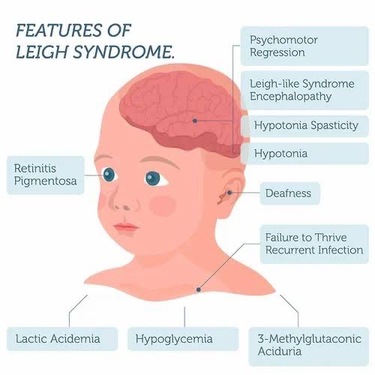 FEATURES OF
LEIGH SYNDROME.
Psychomotor
Regression
Leigh-like Syndrome
Encephalopathy
Hypotonia Spasticity
Hypotonia
Retinitis
Pigmentosa
Deafness
Failure to Thrive
Recurrent Infection
Lactic Acidemia
Hypoglycemia
3-Methylglutaconic
Aciduria